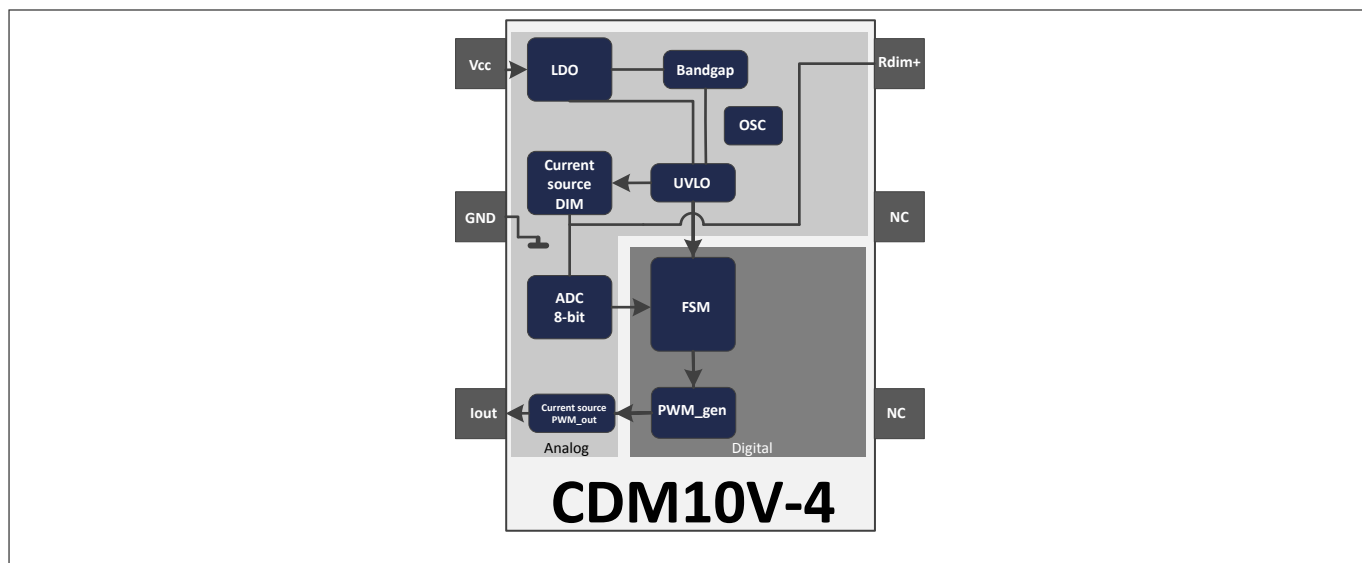 Vcc
LDO
Bandgap
Rdim+
OSC
Current
source
DIM
UVLO
GND
NC
ADC
8-bit
FSM
Iout
Current source
PWM_out
PWM_gen
NC
Analog
Digital
CDM10V-4